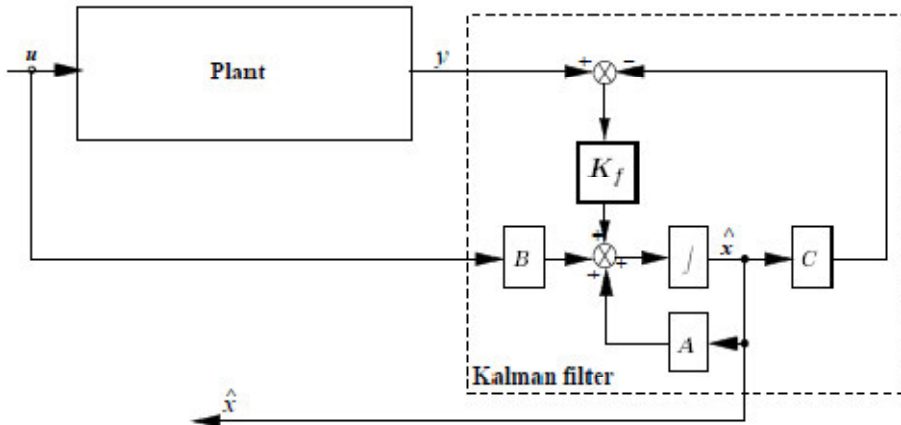 u
Plant
y
+ −
K_f
+
B
+ +
∫
x̂
C
A
Kalman filter
x̂